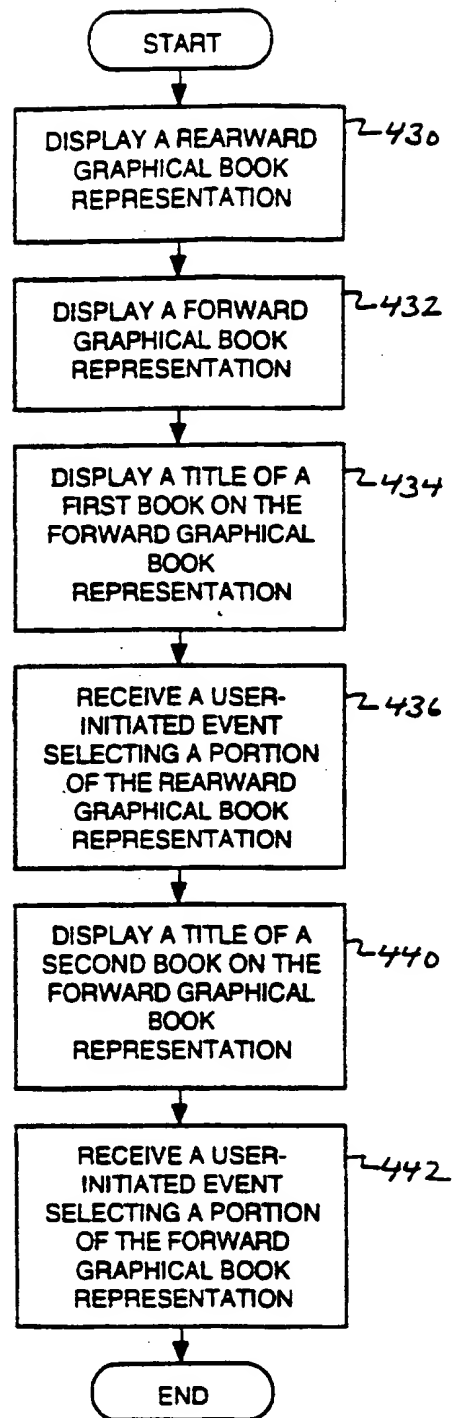 START
DISPLAY A REARWARD
GRAPHICAL BOOK
REPRESENTATION
430
DISPLAY A FORWARD
GRAPHICAL BOOK
REPRESENTATION
432
DISPLAY A TITLE OF A
FIRST BOOK ON THE
FORWARD GRAPHICAL
BOOK
REPRESENTATION
434
RECEIVE A USER-
INITIATED EVENT
SELECTING A PORTION
OF THE REARWARD
GRAPHICAL BOOK
REPRESENTATION
436
DISPLAY A TITLE OF A
SECOND BOOK ON THE
FORWARD GRAPHICAL
BOOK
REPRESENTATION
440
RECEIVE A USER-
INITIATED EVENT
SELECTING A PORTION
OF THE FORWARD
GRAPHICAL BOOK
REPRESENTATION
442
END